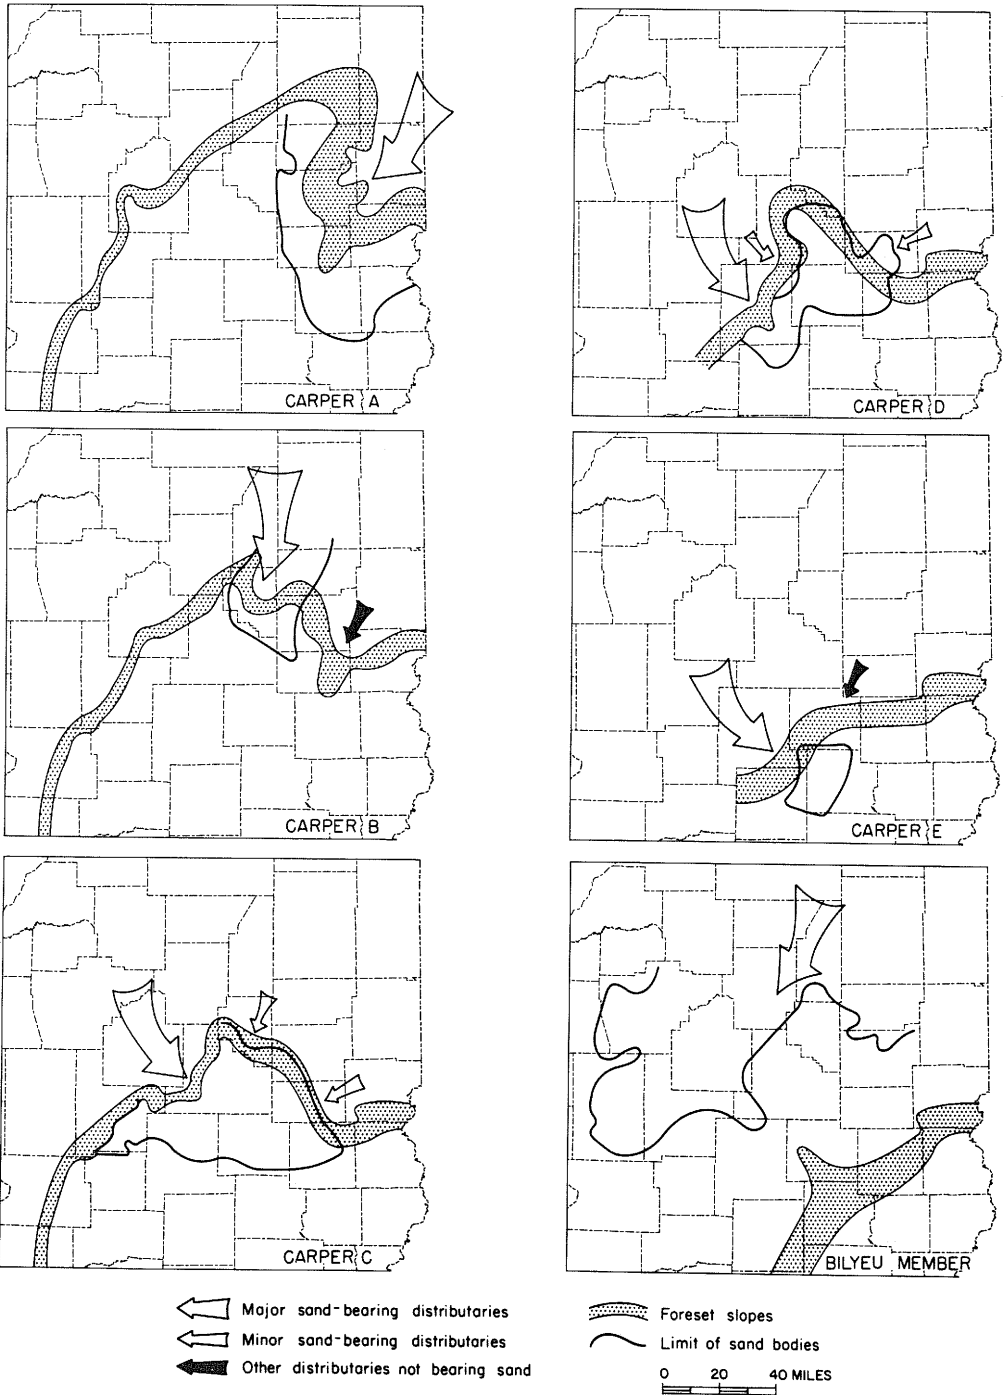 CARPER A
CARPER D
CARPER B
CARPER E
CARPER C
BILYEU MEMBER
Major sand-bearing distributaries
Minor sand-bearing distributaries
Other distributaries not bearing sand
Foreset slopes
Limit of sand bodies
0 20 40 MILES